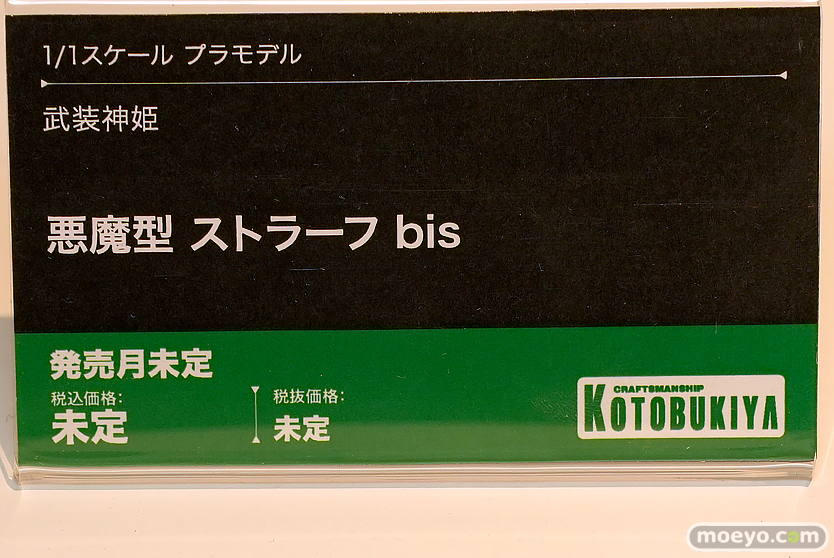 1/1スケール プラモデル
武装神姫
悪魔型 ストラーフ bis
発売月未定
税込価格:
未定
税抜価格:
未定
CRAFTSMANSHIP
KOTOBUKIYA
moeyo.com